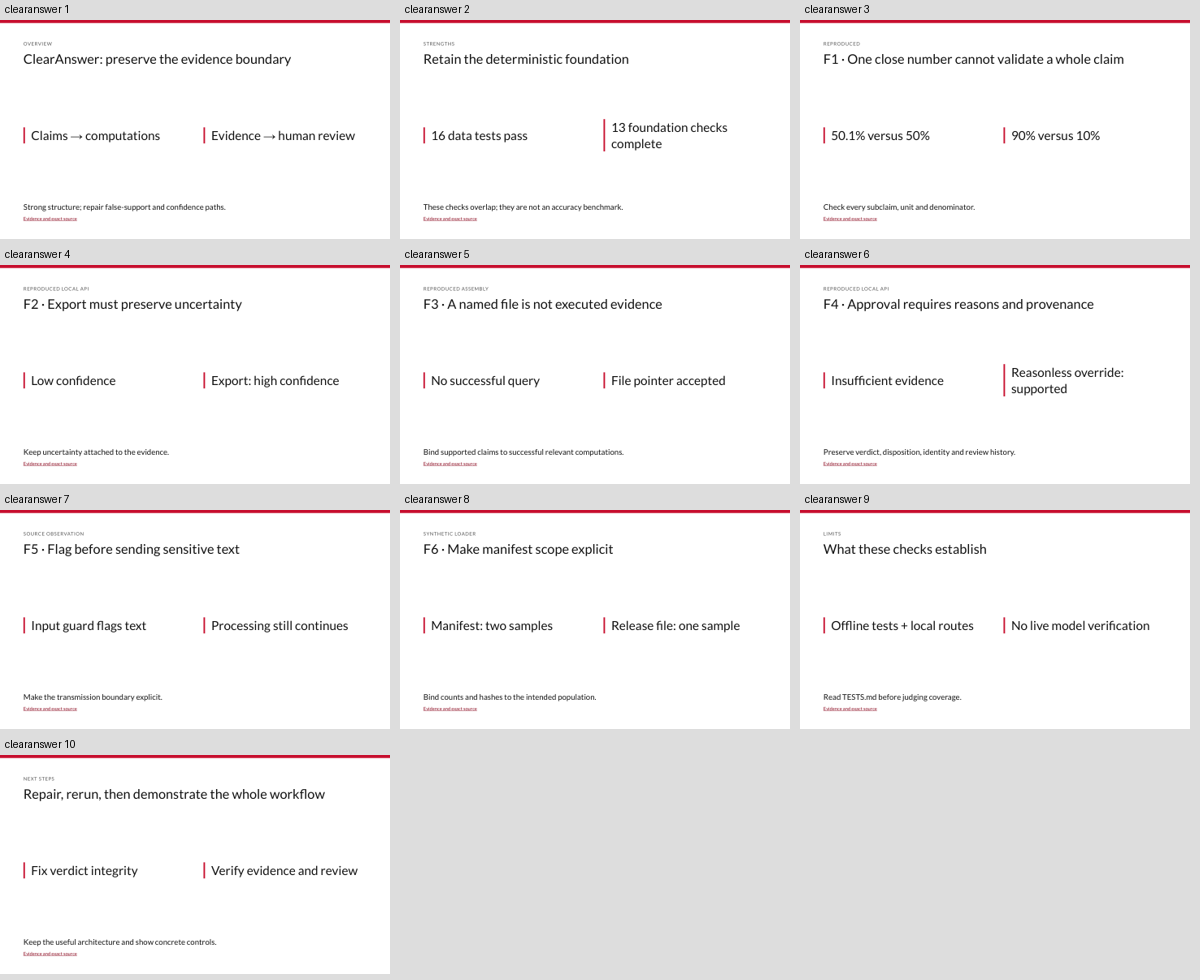 clearanswer 1
OVERVIEW
ClearAnswer: preserve the evidence boundary
Claims → computations
Evidence → human review
Strong structure; repair false-support and confidence paths.
Evidence and exact source
clearanswer 2
STRENGTHS
Retain the deterministic foundation
16 data tests pass
13 foundation checks
complete
These checks overlap; they are not an accuracy benchmark.
Evidence and exact source
clearanswer 3
REPRODUCED
F1 · One close number cannot validate a whole claim
50.1% versus 50%
90% versus 10%
Check every subclaim, unit and denominator.
Evidence and exact source
clearanswer 4
REPRODUCED LOCAL API
F2 · Export must preserve uncertainty
Low confidence
Export: high confidence
Keep uncertainty attached to the evidence.
Evidence and exact source
clearanswer 5
REPRODUCED ASSEMBLY
F3 · A named file is not executed evidence
No successful query
File pointer accepted
Bind supported claims to successful relevant computations.
Evidence and exact source
clearanswer 6
REPRODUCED LOCAL API
F4 · Approval requires reasons and provenance
Insufficient evidence
Reasonless override:
supported
Preserve verdict, disposition, identity and review history.
Evidence and exact source
clearanswer 7
SOURCE OBSERVATION
F5 · Flag before sending sensitive text
Input guard flags text
Processing still continues
Make the transmission boundary explicit.
Evidence and exact source
clearanswer 8
SYNTHETIC LOADER
F6 · Make manifest scope explicit
Manifest: two samples
Release file: one sample
Bind counts and hashes to the intended population.
Evidence and exact source
clearanswer 9
LIMITS
What these checks establish
Offline tests + local routes
No live model verification
Read TESTS.md before judging coverage.
Evidence and exact source
clearanswer 10
NEXT STEPS
Repair, rerun, then demonstrate the whole workflow
Fix verdict integrity
Verify evidence and review
Keep the useful architecture and show concrete controls.
Evidence and exact source